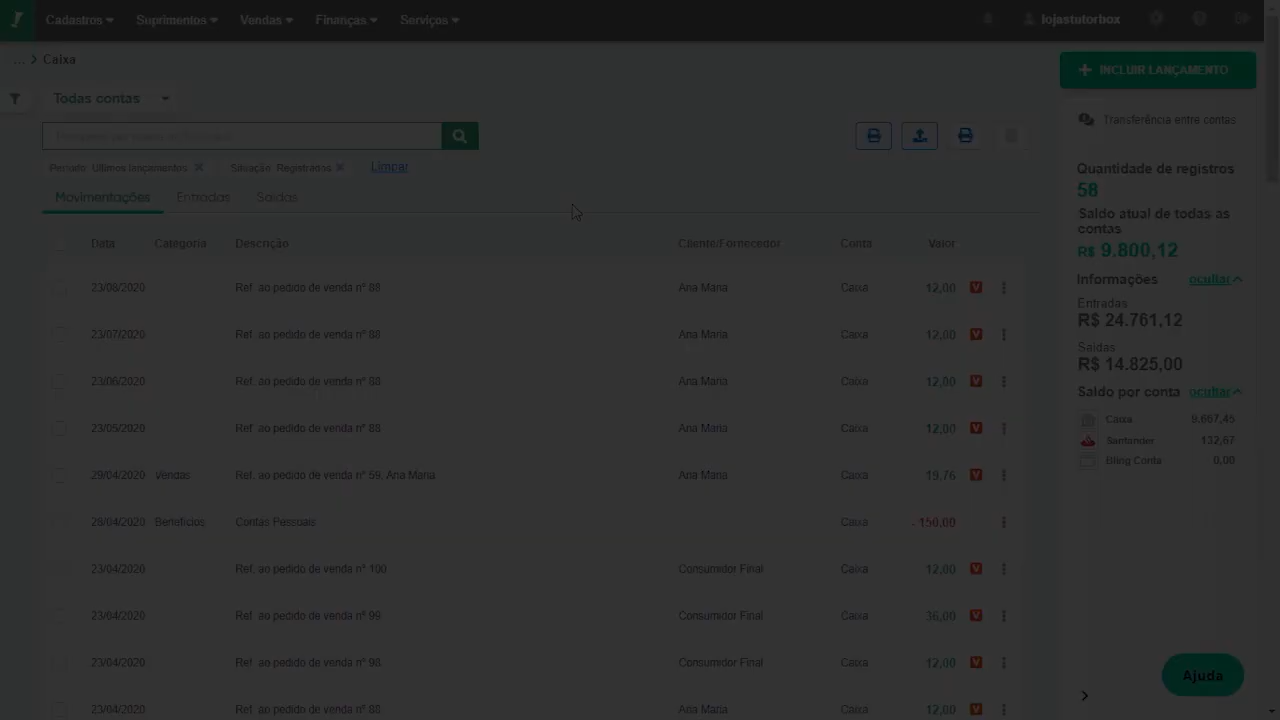 Cadastros Suprimentos Vendas Finanças Serviços lojastutorbox
... > Caixa
+ INCLUIR LANÇAMENTO
Todas contas
Transferência entre contas
Período: Últimos lançamentos Situação: Registrados Limpar
Movimentações Entradas Saídas
Quantidade de registros
58
Saldo atual de todas as
contas
R$ 9.800,12
Informações ocultar
Entradas
R$ 24.761,12
Saídas
R$ 14.825,00
Saldo por conta ocultar
Caixa 9.667,45
Santander 132,67
Bling Conta 0,00
Data Categoria Descrição Cliente/Fornecedor Conta Valor
23/08/2020 Ref. ao pedido de venda nº 88 Ana Maria Caixa 12,00 V
23/07/2020 Ref. ao pedido de venda nº 88 Ana Maria Caixa 12,00 V
23/06/2020 Ref. ao pedido de venda nº 88 Ana Maria Caixa 12,00 V
23/05/2020 Ref. ao pedido de venda nº 88 Ana Maria Caixa 12,00 V
29/04/2020 Vendas Ref. ao pedido de venda nº 59, Ana Maria Ana Maria Caixa 19,76 V
28/04/2020 Benefícios Contas Pessoais Caixa - 150,00
23/04/2020 Ref. ao pedido de venda nº 100 Consumidor Final Caixa 12,00 V
23/04/2020 Ref. ao pedido de venda nº 99 Consumidor Final Caixa 36,00 V
23/04/2020 Ref. ao pedido de venda nº 98 Consumidor Final Caixa 12,00 V
23/04/2020 Ref. ao pedido de venda nº 88 Ana Maria Caixa 12,00 V
Ajuda